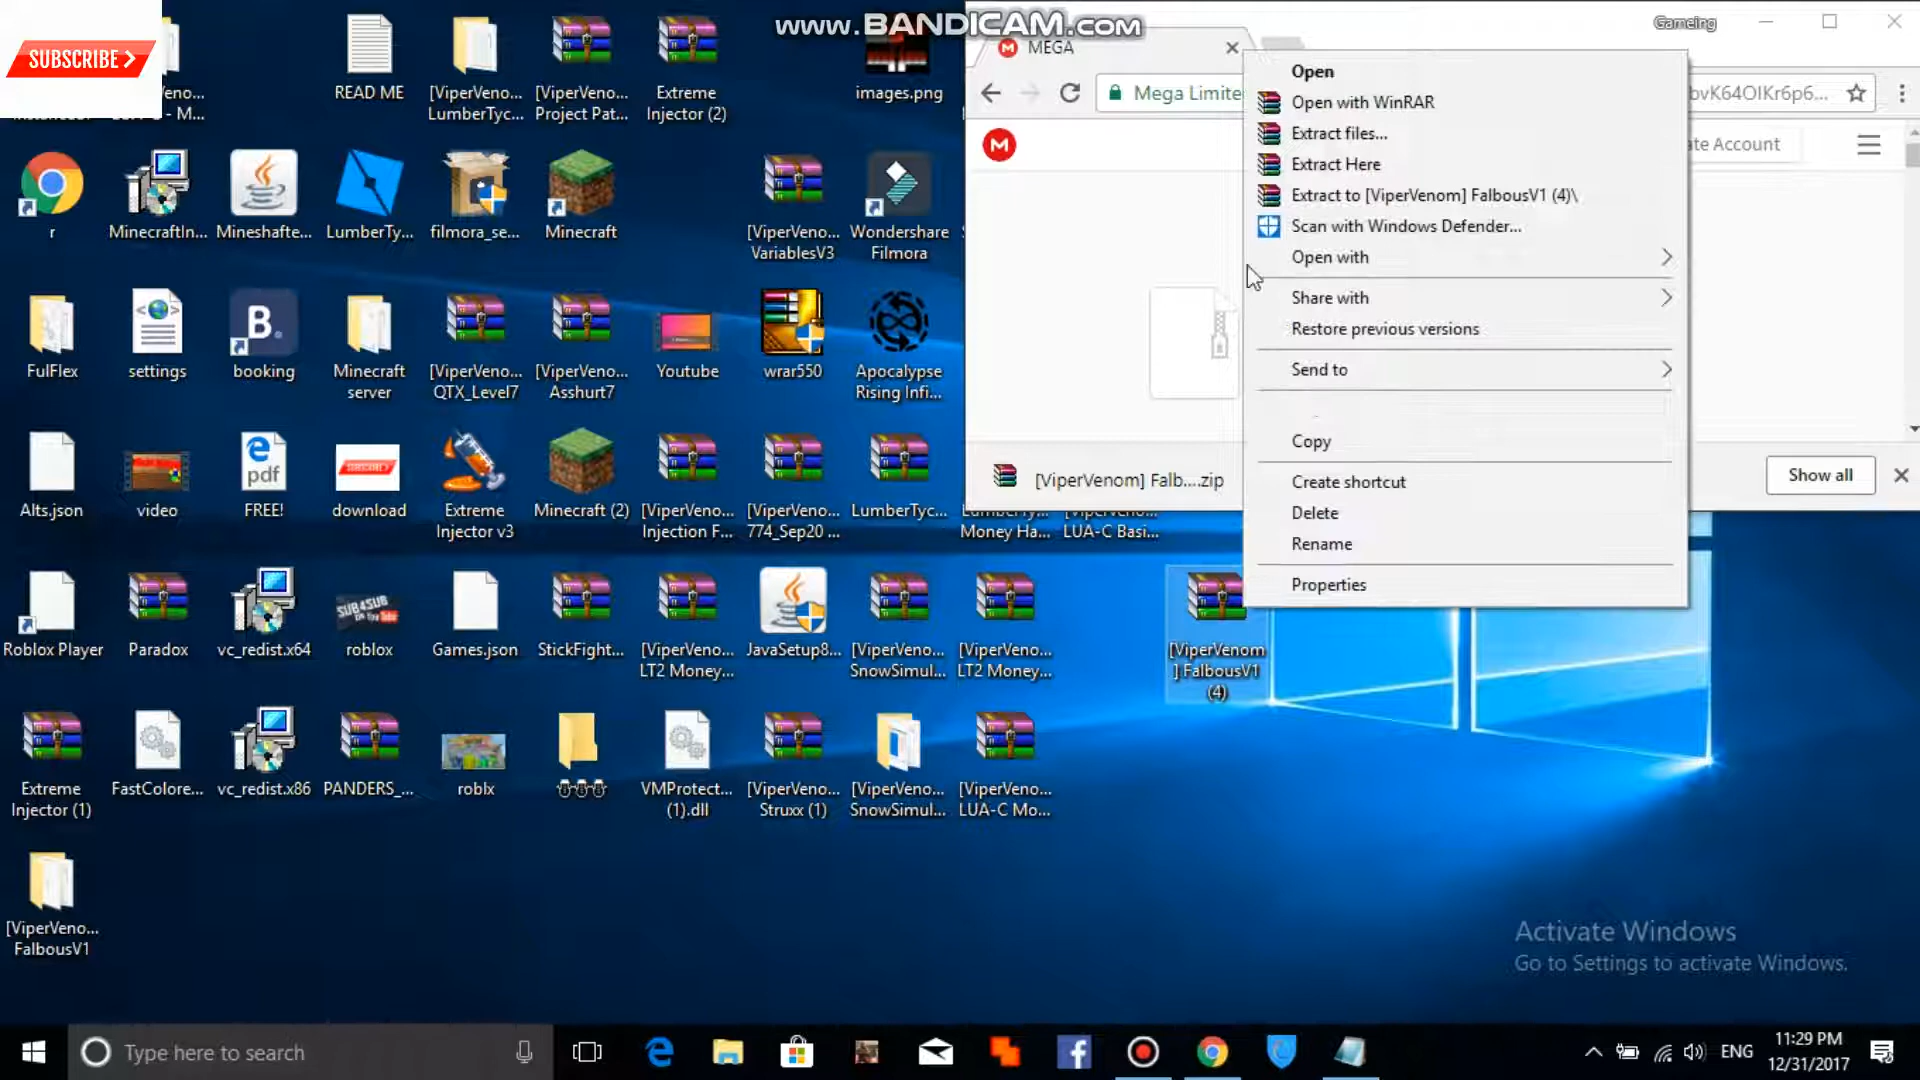 www.BANDICAM.com
Gameing
SUBSCRIBE >
READ ME
[ViperVeno...
LumberTyc...
[ViperVeno...
Project Pat...
Extreme
Injector (2)
images.png
MEGA
Mega Limite
bvK64OIKr6p6...
ate Account
Open
Open with WinRAR
Extract files...
Extract Here
Extract to [ViperVenom] FalbousV1 (4)\
Scan with Windows Defender...
Open with
Share with
Restore previous versions
Send to
Copy
Create shortcut
Delete
Rename
Properties
r
MinecraftIn...
Mineshafte...
LumberTy...
filmora_se...
Minecraft
[ViperVeno...
VariablesV3
Wondershare
Filmora
FulFlex
settings
B.
booking
Minecraft
server
[ViperVeno...
QTX_Level7
[ViperVeno...
Asshurt7
Youtube
wrar550
Apocalypse
Rising Infi...
Alts.json
video
pdf
FREE!
download
Extreme
Injector v3
Minecraft (2)
[ViperVeno...
Injection F...
[ViperVeno...
774_Sep20 ...
LumberTyc...
Money Ha...
LUA-C Basi...
[ViperVenom] Falb....zip
Show all
Roblox Player
Paradox
vc_redist.x64
SUB4SUB
roblox
Games.json
StickFight...
[ViperVeno...
LT2 Money...
JavaSetup8...
[ViperVeno...
SnowSimul...
[ViperVeno...
LT2 Money...
[ViperVenom
] FalbousV1
(4)
Extreme
Injector (1)
FastColore...
vc_redist.x86
PANDERS_...
roblx
⛄⛄⛄
VMProtect...
(1).dll
[ViperVeno...
Struxx (1)
[ViperVeno...
SnowSimul...
[ViperVeno...
LUA-C Mo...
[ViperVeno...
FalbousV1
Activate Windows
Go to Settings to activate Windows.
Type here to search
ENG
11:29 PM
12/31/2017